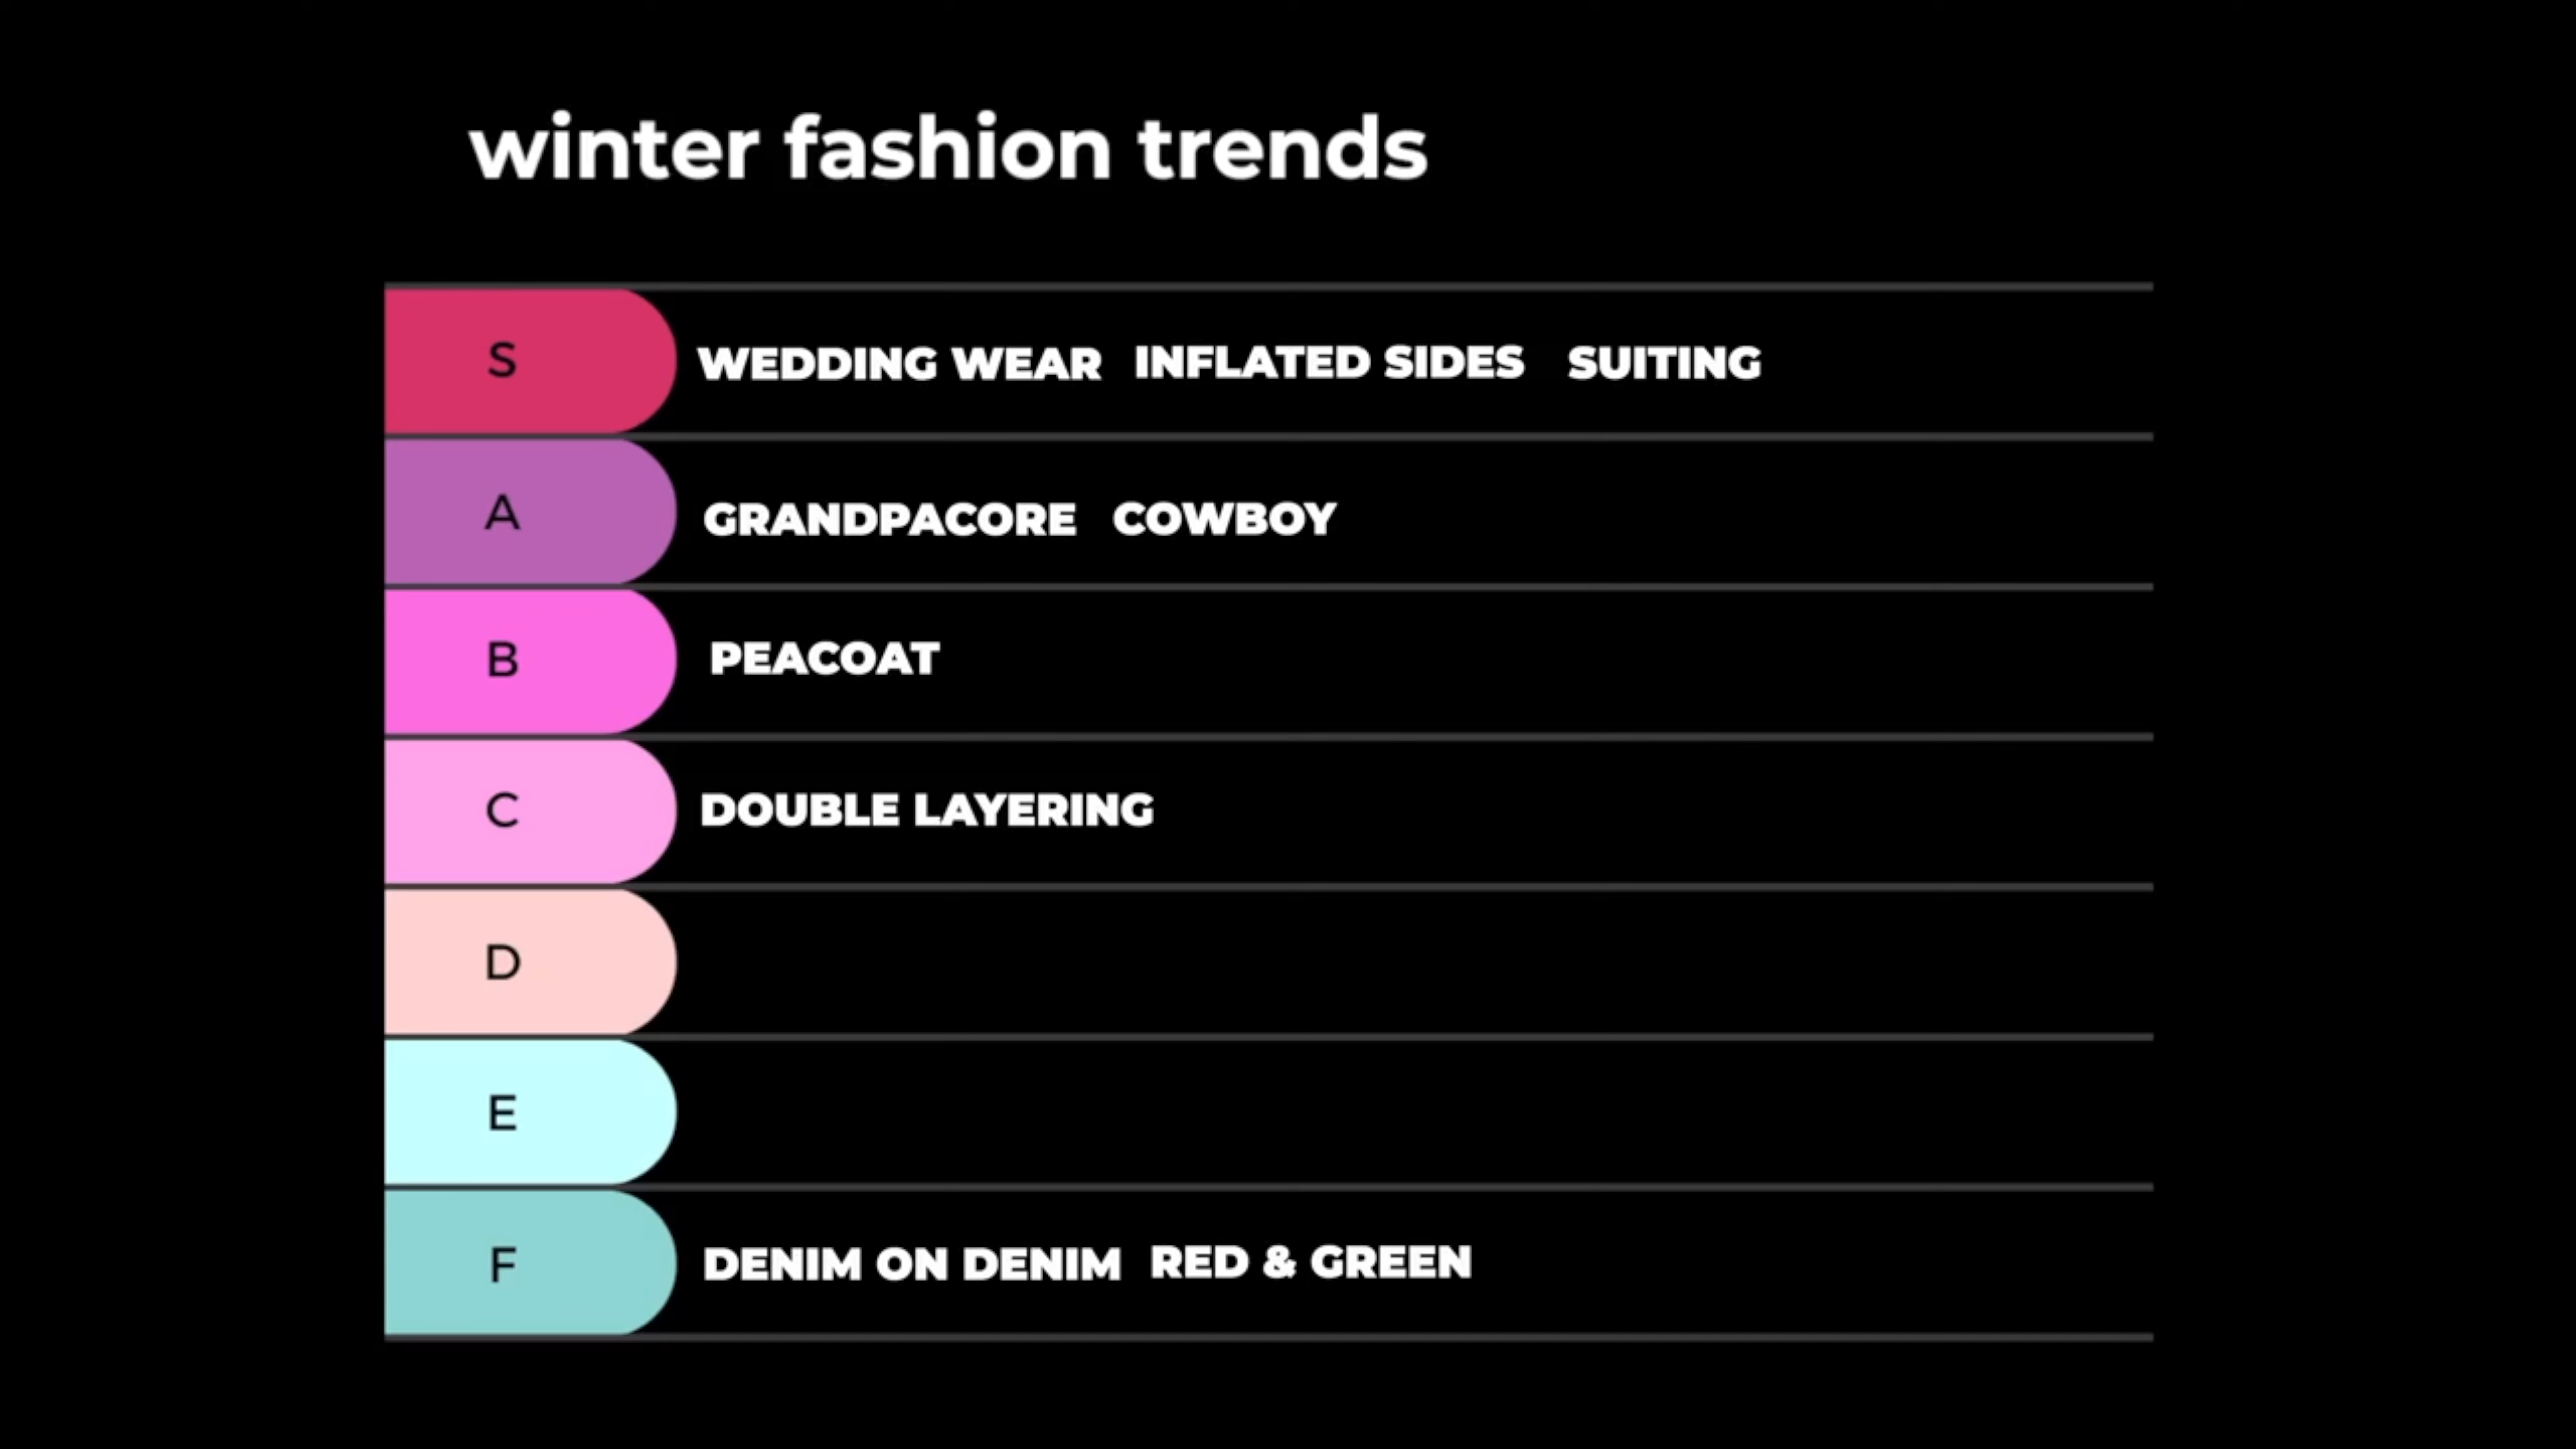 winter fashion trends
S WEDDING WEAR INFLATED SIDES SUITING
A GRANDPACORE COWBOY
B PEACOAT
C DOUBLE LAYERING
D
E
F DENIM ON DENIM RED & GREEN